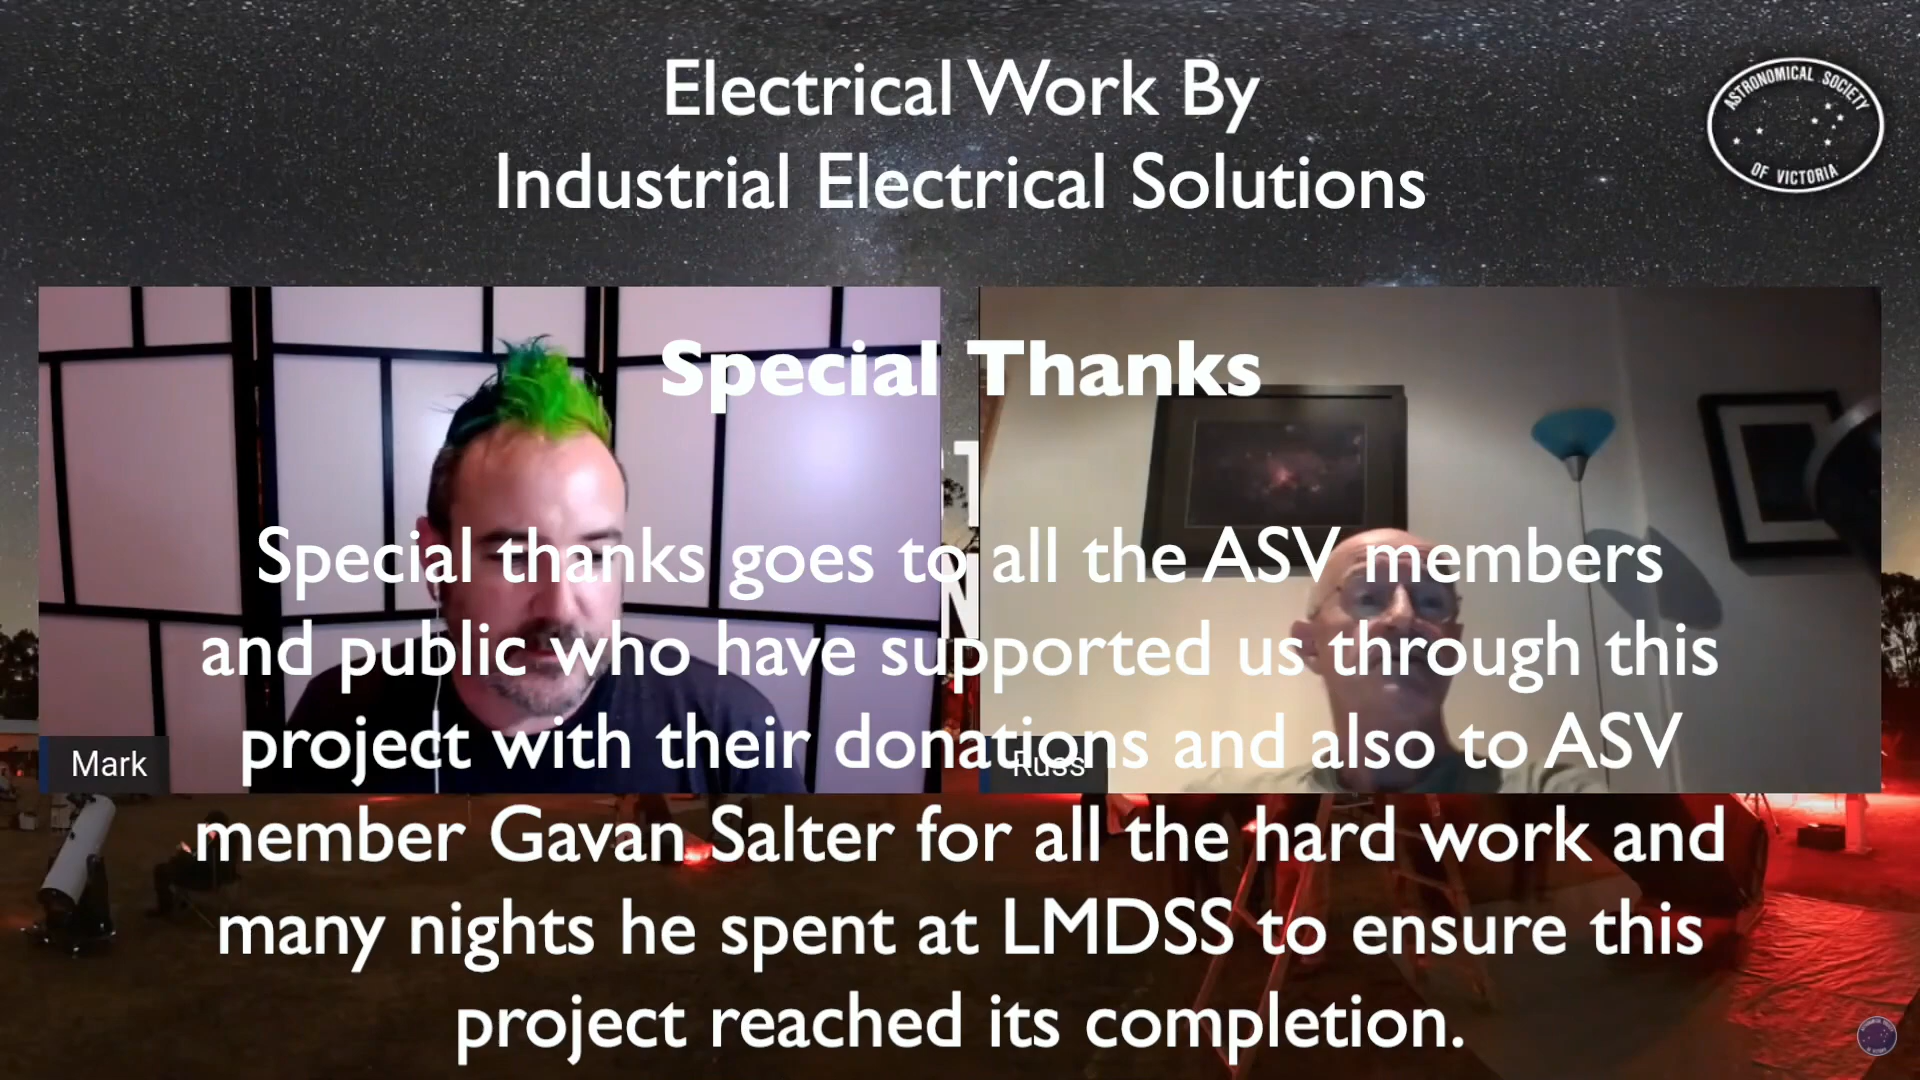 Electrical Work By
Industrial Electrical Solutions
ASTRONOMICAL SOCIETY
OF VICTORIA
Special Thanks
Special thanks goes to all the ASV members
and public who have supported us through this
project with their donations and also to ASV
member Gavan Salter for all the hard work and
many nights he spent at LMDSS to ensure this
project reached its completion.
Mark
Russ